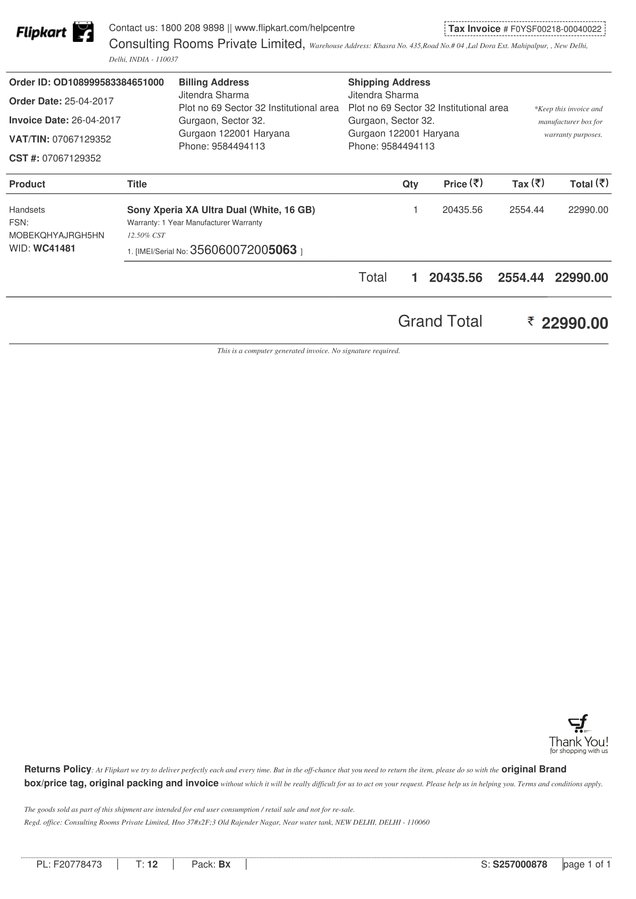 Flipkart
Contact us: 1800 208 9898 || www.flipkart.com/helpcentre
Tax Invoice # F0YSF00218-00040022
Consulting Rooms Private Limited, Warehouse Address: Khasra No. 435,Road No.# 04 ,Lal Dora Ext. Mahipalpur, , New Delhi,
Delhi, INDIA - 110037
Order ID: OD108999583384651000
Order Date: 25-04-2017
Invoice Date: 26-04-2017
VAT/TIN: 07067129352
CST #: 07067129352
Billing Address
Jitendra Sharma
Plot no 69 Sector 32 Institutional area
Gurgaon, Sector 32.
Gurgaon 122001 Haryana
Phone: 9584494113
Shipping Address
Jitendra Sharma
Plot no 69 Sector 32 Institutional area
Gurgaon, Sector 32.
Gurgaon 122001 Haryana
Phone: 9584494113
*Keep this invoice and
manufacturer box for
warranty purposes.
Product Title Qty Price (₹) Tax (₹) Total (₹)
Handsets
FSN:
MOBEKQHYAJRGH5HN
WID: WC41481
Sony Xperia XA Ultra Dual (White, 16 GB) 1 20435.56 2554.44 22990.00
Warranty: 1 Year Manufacturer Warranty
12.50% CST
1. [IMEI/Serial No: 356060072005063 ]
Total 1 20435.56 2554.44 22990.00
Grand Total ₹ 22990.00
This is a computer generated invoice. No signature required.
Thank You!
for shopping with us
Returns Policy: At Flipkart we try to deliver perfectly each and every time. But in the off-chance that you need to return the item, please do so with the original Brand
box/price tag, original packing and invoice without which it will be really difficult for us to act on your request. Please help us in helping you. Terms and conditions apply.
The goods sold as part of this shipment are intended for end user consumption / retail sale and not for re-sale.
Regd. office: Consulting Rooms Private Limited, Hno 37#x2F;3 Old Rajender Nagar, Near water tank, NEW DELHI, DELHI - 110060
PL: F20778473 | T: 12 | Pack: Bx | S: S257000878 |page 1 of 1